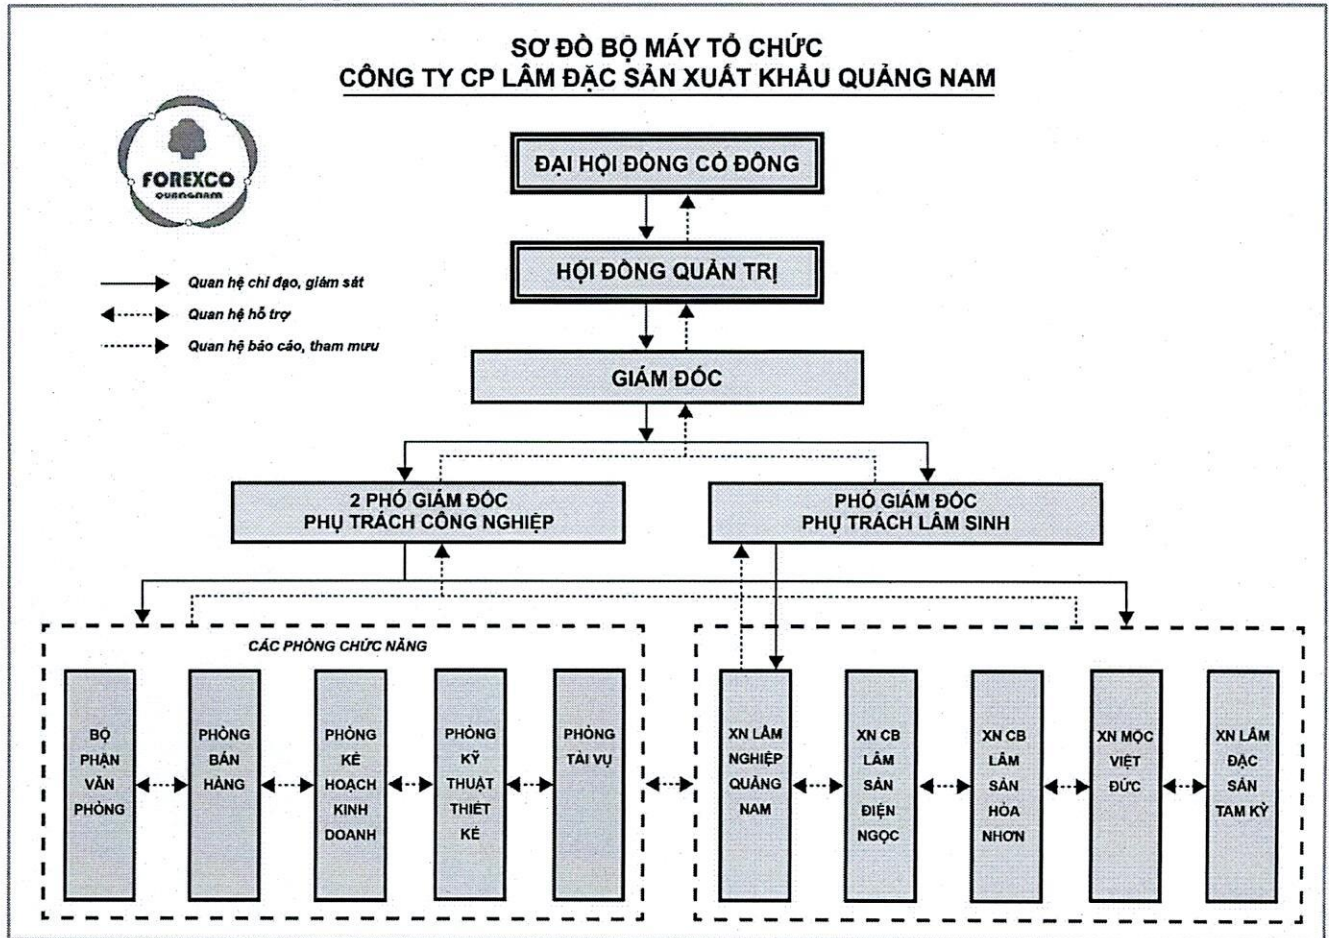 SƠ ĐỒ BỘ MÁY TỔ CHỨC
CÔNG TY CP LÂM ĐẶC SẢN XUẤT KHẨU QUẢNG NAM
FOREXCO
QUANGNAM
ĐẠI HỘI ĐỒNG CỔ ĐÔNG
HỘI ĐỒNG QUẢN TRỊ
Quan hệ chỉ đạo, giám sát
Quan hệ hỗ trợ
Quan hệ báo cáo, tham mưu
GIÁM ĐỐC
2 PHÓ GIÁM ĐỐC
PHỤ TRÁCH CÔNG NGHIỆP
PHÓ GIÁM ĐỐC
PHỤ TRÁCH LÂM SINH
CÁC PHÒNG CHỨC NĂNG
BỘ
PHẬN
VĂN
PHÒNG
PHÒNG
BÁN
HÀNG
PHÒNG
KẾ
HOẠCH
KINH
DOANH
PHÒNG
KỸ
THUẬT
THIẾT
KẾ
PHÒNG
TÀI VỤ
XN LÂM
NGHIỆP
QUẢNG
NAM
XN CB
LÂM
SẢN
ĐIỆN
NGỌC
XN CB
LÂM
SẢN
HÒA
NHƠN
XN MỘC
VIỆT
ĐỨC
XN LÂM
ĐẶC
SẢN
TAM KỲ